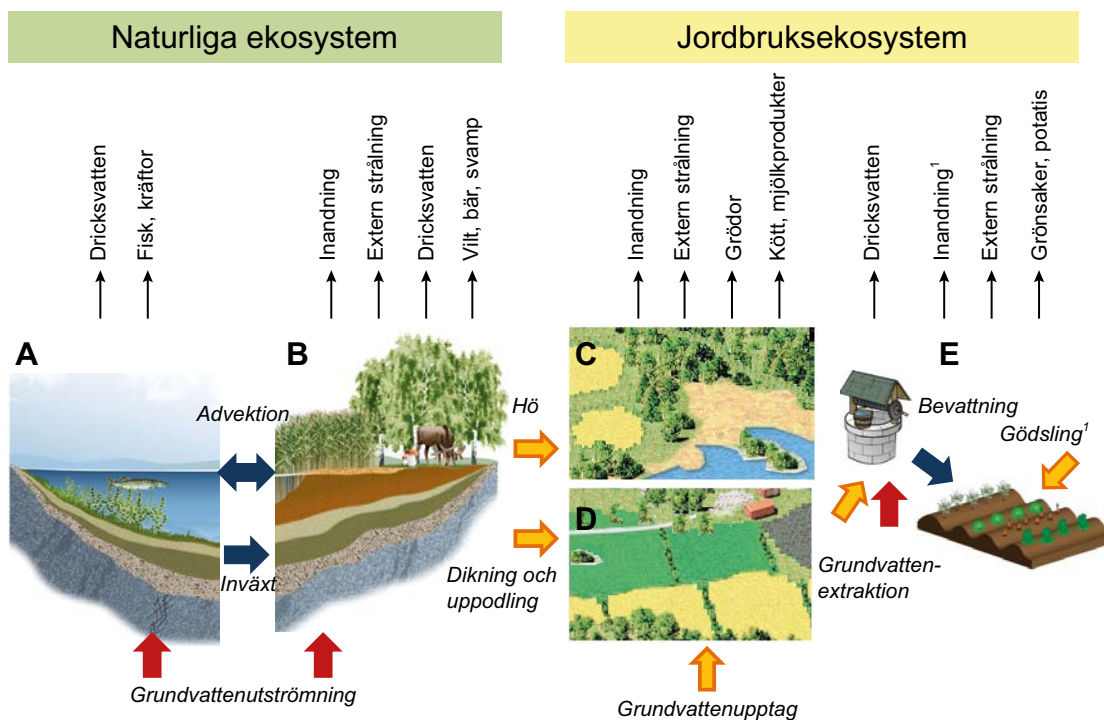 Naturliga ekosystem
Jordbruksekosystem
Dricksvatten
Fisk, kräftor
Inandning
Extern strålning
Dricksvatten
Vilt, bär, svamp
Inandning
Extern strålning
Grödor
Kött, mjölkprodukter
Dricksvatten
Inandning¹
Extern strålning
Grönsaker, potatis
A
B
C
E
Advektion
Hö
Bevattning
Gödsling¹
D
Inväxt
Dikning och
uppodling
Grundvatten-
extraktion
Grundvattenutströmning
Grundvattenupptag